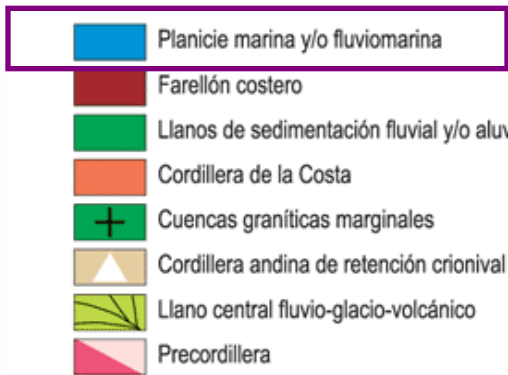 Planicie marina y/o fluviomarina
Farellón costero
Llanos de sedimentación fluvial y/o
Cordillera de la Costa
Cuencas graníticas marginales
Cordillera andina de retención crionival
Llano central fluvio-glacio-volcánico
Precordillera